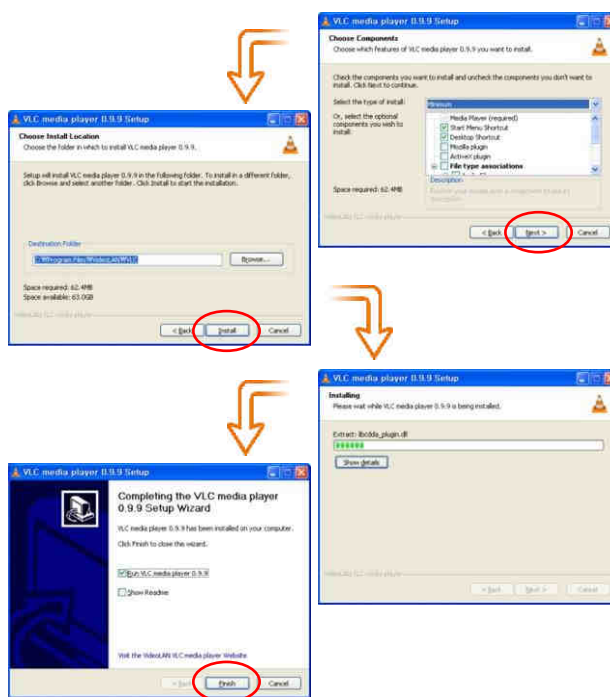 VLC media player 0.9.9 Setup
Choose Components
Choose which features of VLC media player 0.9.9 you want to install.
Check the components you want to install and uncheck the components you don't want to
install. Click Next to continue.
Select the type of install:
Minimum
Or, select the optional
components you wish to
install:
Media Player (required)
Start Menu Shortcut
Desktop Shortcut
Mozilla plugin
ActiveX plugin
File type associations
Description
Space required: 62.4MB
< Back
Next >
Cancel
VLC media player 0.9.9 Setup
Choose Install Location
Choose the folder in which to install VLC media player 0.9.9.
Setup will install VLC media player 0.9.9 in the following folder. To install in a different folder,
click Browse and select another folder. Click Install to start the installation.
Destination Folder
Browse...
Space required: 62.4MB
Space available: 63.0GB
< Back
Install
Cancel
VLC media player 0.9.9 Setup
Installing
Please wait while VLC media player 0.9.9 is being installed.
Extract: libcdda_plugin.dll
Show details
< Back
Next >
Cancel
VLC media player 0.9.9 Setup
Completing the VLC media player
0.9.9 Setup Wizard
VLC media player 0.9.9 has been installed on your computer.
Click Finish to close this wizard.
Run VLC media player 0.9.9
Show Readme
Visit the VideoLAN VLC media player Website
< Back
Finish
Cancel